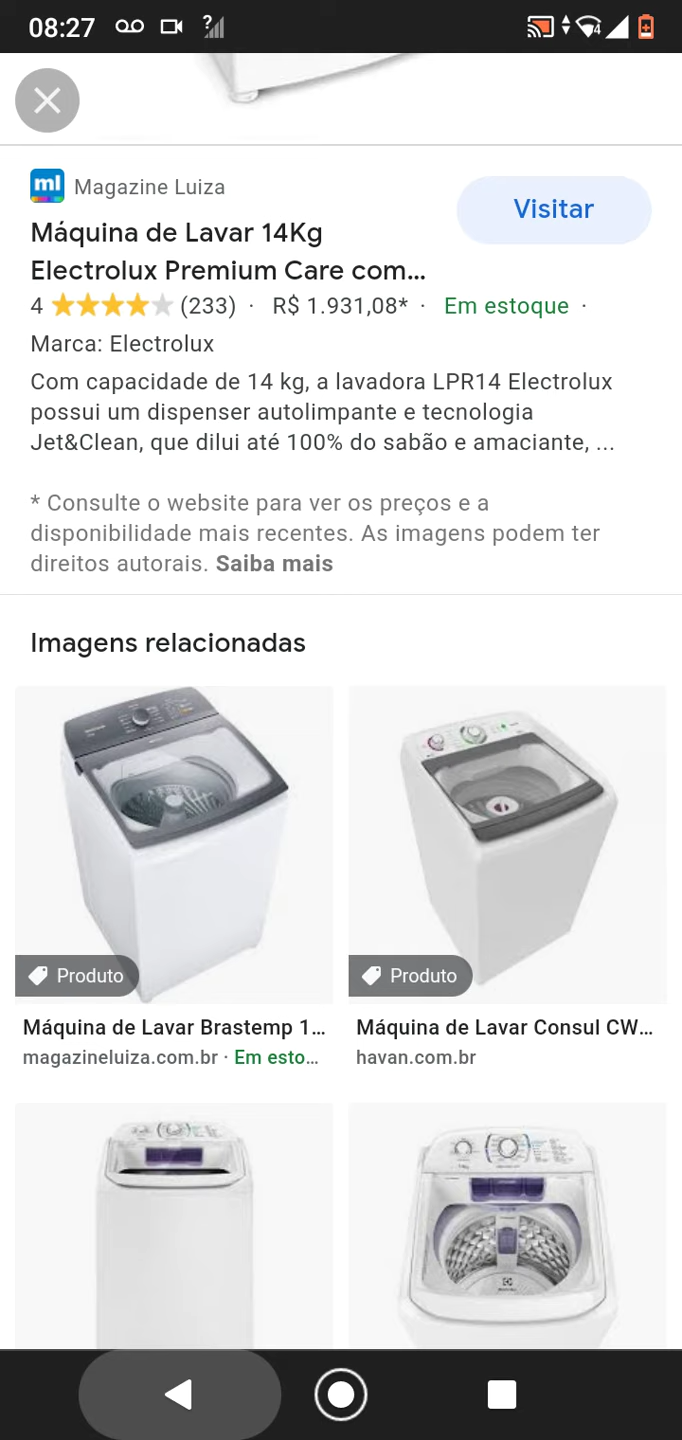 08:27
ml Magazine Luiza
Visitar
Máquina de Lavar 14Kg
Electrolux Premium Care com...
4 (233) · R$ 1.931,08* · Em estoque ·
Marca: Electrolux
Com capacidade de 14 kg, a lavadora LPR14 Electrolux
possui um dispenser autolimpante e tecnologia
Jet&Clean, que dilui até 100% do sabão e amaciante, ...
* Consulte o website para ver os preços e a
disponibilidade mais recentes. As imagens podem ter
direitos autorais. Saiba mais
Imagens relacionadas
Produto
Produto
Máquina de Lavar Brastemp 1...
magazineluiza.com.br · Em esto...
Máquina de Lavar Consul CW...
havan.com.br